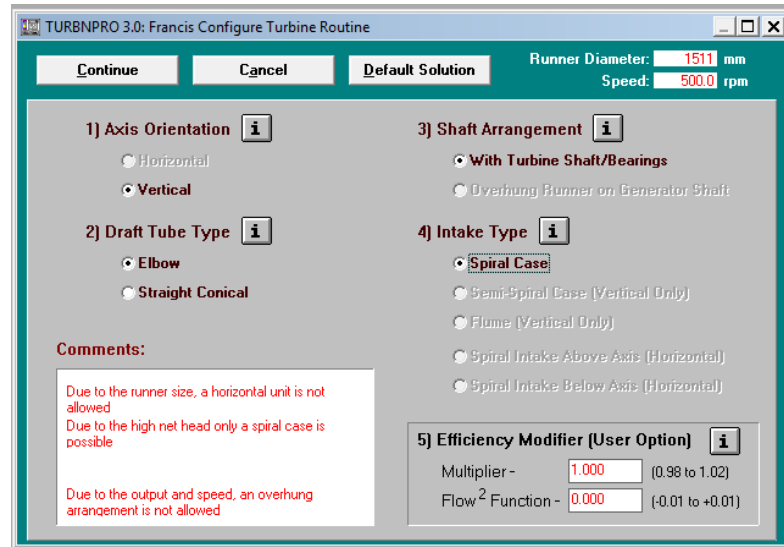 TURBNPRO 3.0: Francis Configure Turbine Routine
Continue
Cancel
Default Solution
Runner Diameter: 1511 mm
Speed: 500.0 rpm
1) Axis Orientation i
Horizontal
Vertical
2) Draft Tube Type i
Elbow
Straight Conical
Comments:
Due to the runner size, a horizontal unit is not
allowed
Due to the high net head only a spiral case is
possible
Due to the output and speed, an overhung
arrangement is not allowed
3) Shaft Arrangement i
With Turbine Shaft/Bearings
Overhung Runner on Generator Shaft
4) Intake Type i
Spiral Case
Semi-Spiral Case (Vertical Only)
Flume (Vertical Only)
Spiral Intake Above Axis (Horizontal)
Spiral Intake Below Axis (Horizontal)
5) Efficiency Modifier (User Option) i
Multiplier - 1.000 (0.98 to 1.02)
Flow2 Function - 0.000 (-0.01 to +0.01)